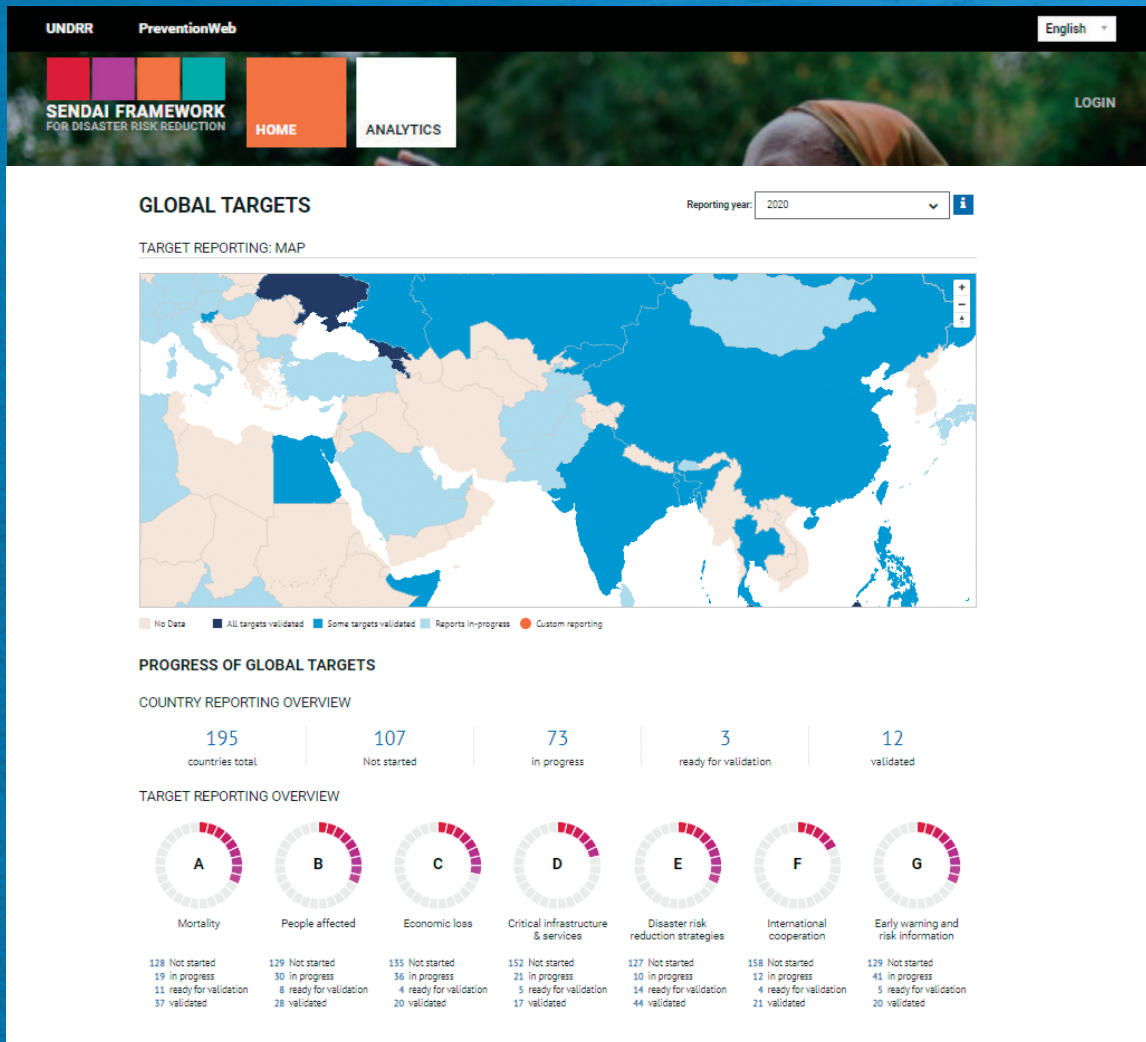 UNDRR PreventionWeb English
SENDAI FRAMEWORK
FOR DISASTER RISK REDUCTION
HOME
ANALYTICS
LOGIN
GLOBAL TARGETS
Reporting year: 2020
i
TARGET REPORTING: MAP
+
−
No Data All targets validated Some targets validated Reports in-progress Custom reporting
PROGRESS OF GLOBAL TARGETS
COUNTRY REPORTING OVERVIEW
195 107 73 3 12
countries total Not started in progress ready for validation validated
TARGET REPORTING OVERVIEW
A B C D E F G
Mortality People affected Economic loss Critical infrastructure Disaster risk International Early warning and
& services reduction strategies cooperation risk information
128 Not started 129 Not started 135 Not started 152 Not started 127 Not started 158 Not started 129 Not started
19 in progress 30 in progress 36 in progress 21 in progress 10 in progress 12 in progress 41 in progress
11 ready for validation 8 ready for validation 4 ready for validation 5 ready for validation 14 ready for validation 4 ready for validation 5 ready for validation
37 validated 28 validated 20 validated 17 validated 44 validated 21 validated 20 validated